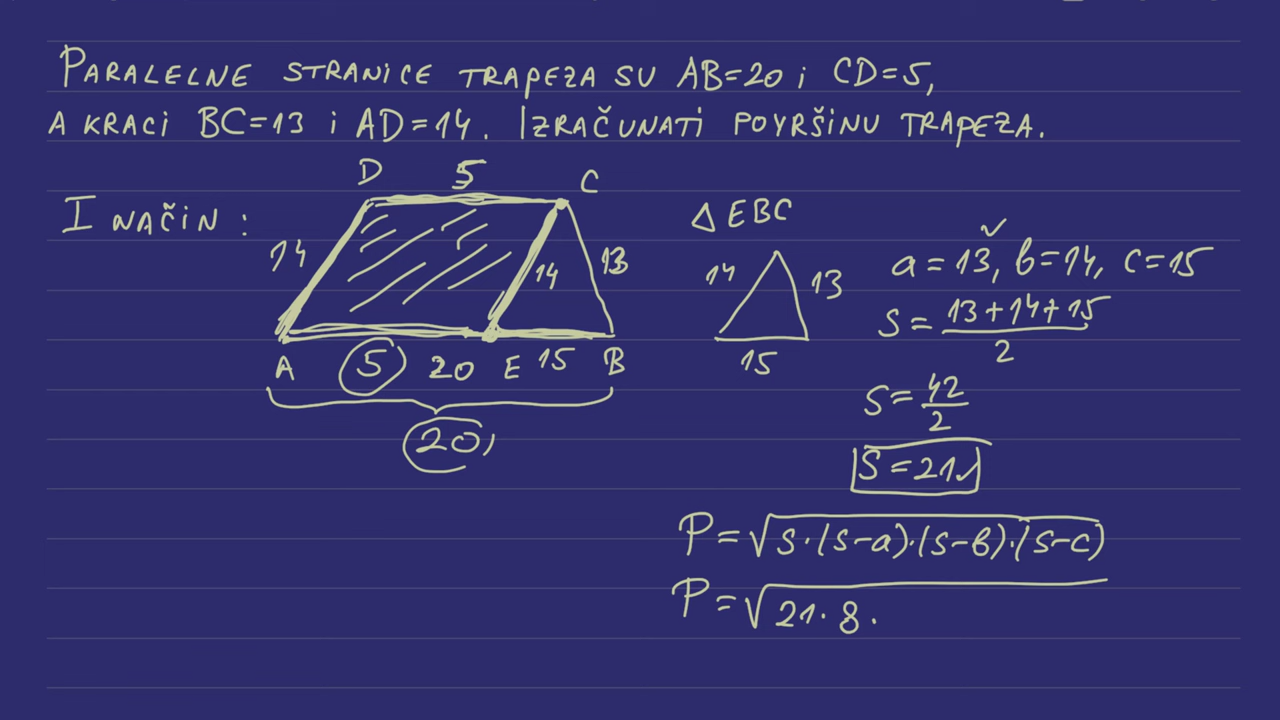 PARALELNE STRANICE TRAPEZA SU AB=20 i CD=5,
A KRACI BC=13 i AD=14. IZRAČUNATI POVRŠINU TRAPEZA.
I NAČIN:
D 5 C
14 14 13
A 5 20 E 15 B
20
△EBC
14 13
15
a=13, b=14, c=15
S=\frac{13+14+15}{2}
S=\frac{42}{2}
S=21
P=√(S·(S-a)·(S-b)·(S-c))
P=√(21·8·